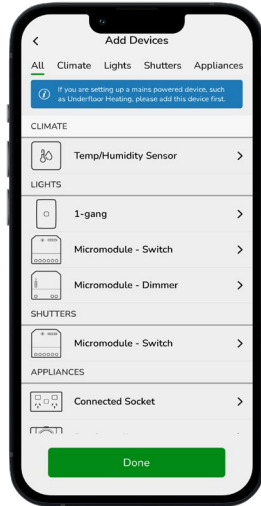 Add Devices
All Climate Lights Shutters Appliances
If you are setting up a mains powered device, such
as Underfloor Heating, please add this device first.
CLIMATE
Temp/Humidity Sensor
LIGHTS
1-gang
Micromodule - Switch
Micromodule - Dimmer
SHUTTERS
Micromodule - Switch
APPLIANCES
Connected Socket
Done